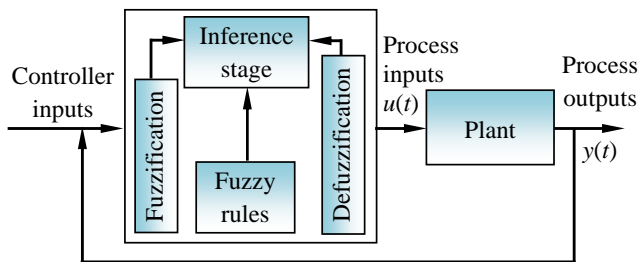 Controller
inputs
Fuzzification
Inference
stage
Fuzzy
rules
Defuzzification
Process
inputs
u(t)
Plant
Process
outputs
y(t)